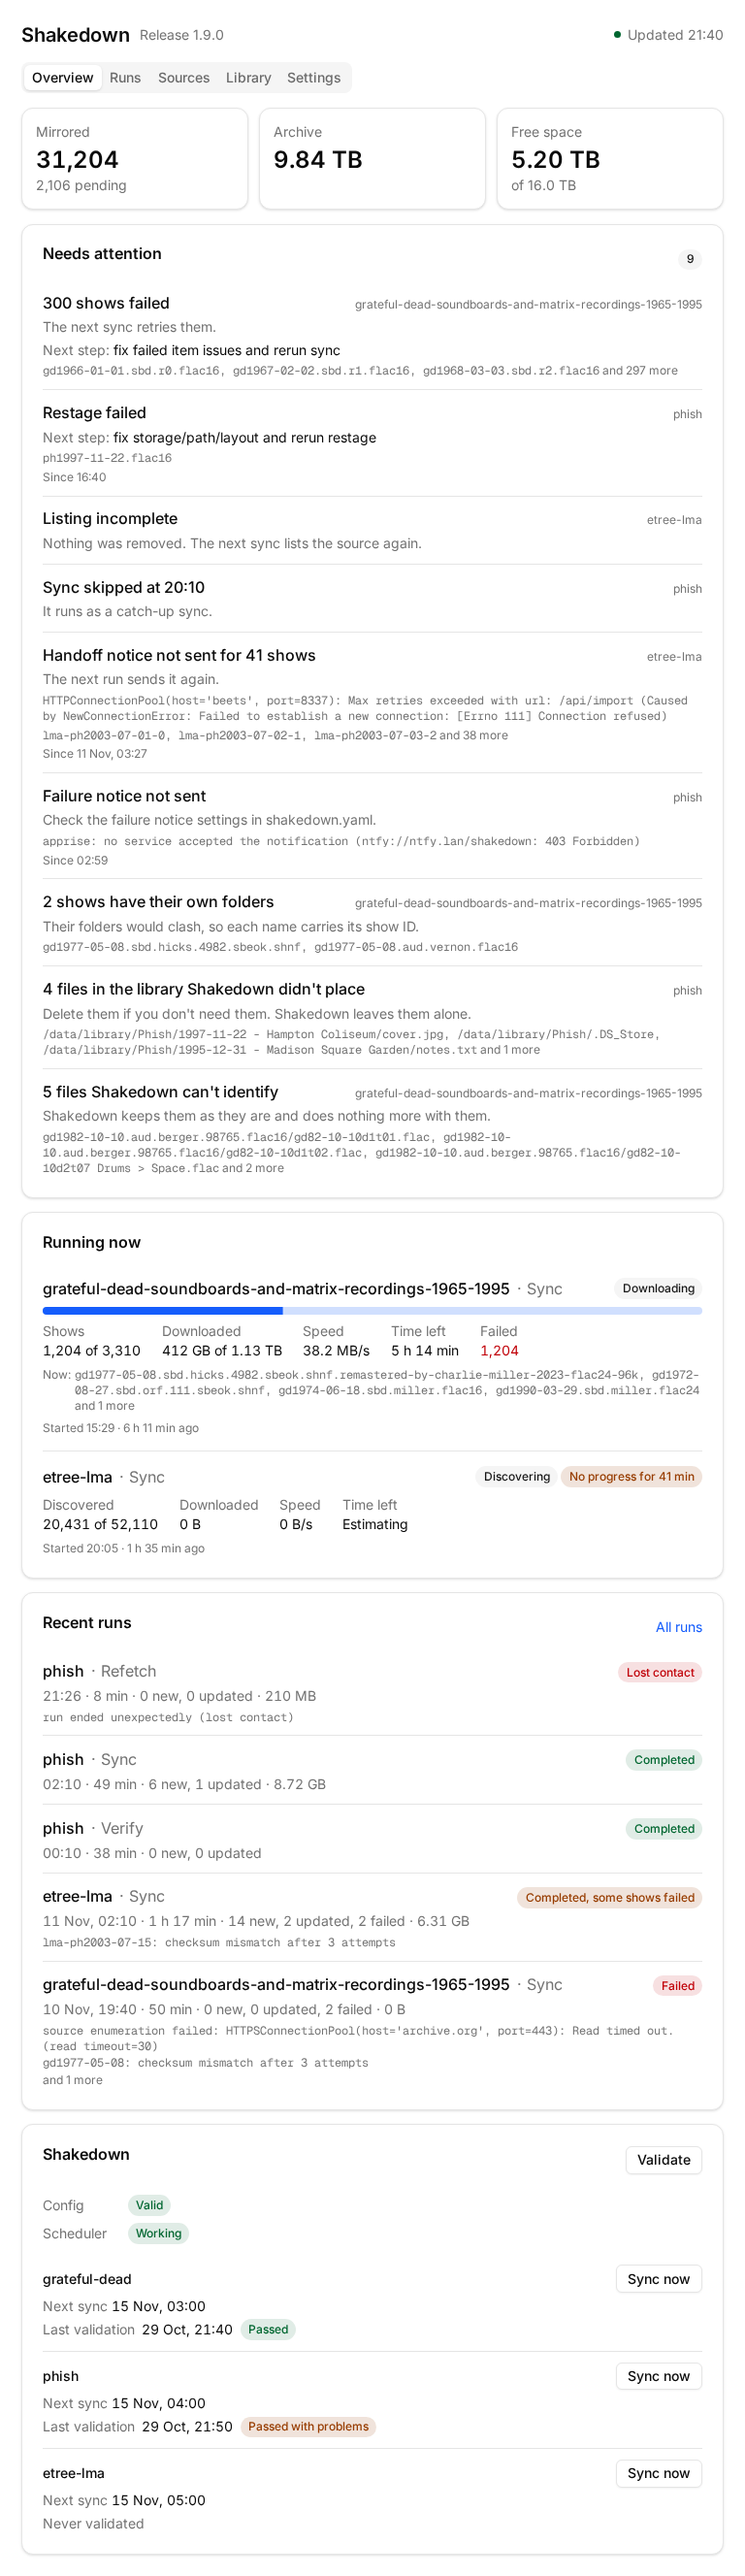 Shakedown Release 1.9.0
Updated 21:40
Overview Runs Sources Library Settings
Mirrored
31,204
2,106 pending
Archive
9.84 TB
Free space
5.20 TB
of 16.0 TB
Needs attention
9
300 shows failed
grateful-dead-soundboards-and-matrix-recordings-1965-1995
The next sync retries them.
Next step: fix failed item issues and rerun sync
gd1966-01-01.sbd.r0.flac16, gd1967-02-02.sbd.r1.flac16, gd1968-03-03.sbd.r2.flac16 and 297 more
Restage failed
phish
Next step: fix storage/path/layout and rerun restage
ph1997-11-22.flac16
Since 16:40
Listing incomplete
etree-lma
Nothing was removed. The next sync lists the source again.
Sync skipped at 20:10
phish
It runs as a catch-up sync.
Handoff notice not sent for 41 shows
etree-lma
The next run sends it again.
HTTPConnectionPool(host='beets', port=8337): Max retries exceeded with url: /api/import (Caused
by NewConnectionError: Failed to establish a new connection: [Errno 111] Connection refused)
lma-ph2003-07-01-0, lma-ph2003-07-02-1, lma-ph2003-07-03-2 and 38 more
Since 11 Nov, 03:27
Failure notice not sent
phish
Check the failure notice settings in shakedown.yaml.
apprise: no service accepted the notification (ntfy://ntfy.lan/shakedown: 403 Forbidden)
Since 02:59
2 shows have their own folders
grateful-dead-soundboards-and-matrix-recordings-1965-1995
Their folders would clash, so each name carries its show ID.
gd1977-05-08.sbd.hicks.4982.sbeok.shnf, gd1977-05-08.aud.vernon.flac16
4 files in the library Shakedown didn't place
phish
Delete them if you don't need them. Shakedown leaves them alone.
/data/library/Phish/1997-11-22 - Hampton Coliseum/cover.jpg, /data/library/Phish/.DS_Store,
/data/library/Phish/1995-12-31 - Madison Square Garden/notes.txt and 1 more
5 files Shakedown can't identify
grateful-dead-soundboards-and-matrix-recordings-1965-1995
Shakedown keeps them as they are and does nothing more with them.
gd1982-10-10.aud.berger.98765.flac16/gd82-10-10d1t01.flac, gd1982-10-
10.aud.berger.98765.flac16/gd82-10-10d1t02.flac, gd1982-10-10.aud.berger.98765.flac16/gd82-10-
10d2t07 Drums > Space.flac and 2 more
Running now
grateful-dead-soundboards-and-matrix-recordings-1965-1995 · Sync
Downloading
Shows Downloaded Speed Time left Failed
1,204 of 3,310 412 GB of 1.13 TB 38.2 MB/s 5 h 14 min 1,204
Now: gd1977-05-08.sbd.hicks.4982.sbeok.shnf.remastered-by-charlie-miller-2023-flac24-96k, gd1972-
08-27.sbd.orf.111.sbeok.shnf, gd1974-06-18.sbd.miller.flac16, gd1990-03-29.sbd.miller.flac24
and 1 more
Started 15:29 · 6 h 11 min ago
etree-lma · Sync
Discovering No progress for 41 min
Discovered Downloaded Speed Time left
20,431 of 52,110 0 B 0 B/s Estimating
Started 20:05 · 1 h 35 min ago
Recent runs
All runs
phish · Refetch
Lost contact
21:26 · 8 min · 0 new, 0 updated · 210 MB
run ended unexpectedly (lost contact)
phish · Sync
Completed
02:10 · 49 min · 6 new, 1 updated · 8.72 GB
phish · Verify
Completed
00:10 · 38 min · 0 new, 0 updated
etree-lma · Sync
Completed, some shows failed
11 Nov, 02:10 · 1 h 17 min · 14 new, 2 updated, 2 failed · 6.31 GB
lma-ph2003-07-15: checksum mismatch after 3 attempts
grateful-dead-soundboards-and-matrix-recordings-1965-1995 · Sync
Failed
10 Nov, 19:40 · 50 min · 0 new, 0 updated, 2 failed · 0 B
source enumeration failed: HTTPSConnectionPool(host='archive.org', port=443): Read timed out.
(read timeout=30)
gd1977-05-08: checksum mismatch after 3 attempts
and 1 more
Shakedown
Validate
Config Valid
Scheduler Working
grateful-dead
Sync now
Next sync 15 Nov, 03:00
Last validation 29 Oct, 21:40 Passed
phish
Sync now
Next sync 15 Nov, 04:00
Last validation 29 Oct, 21:50 Passed with problems
etree-lma
Sync now
Next sync 15 Nov, 05:00
Never validated